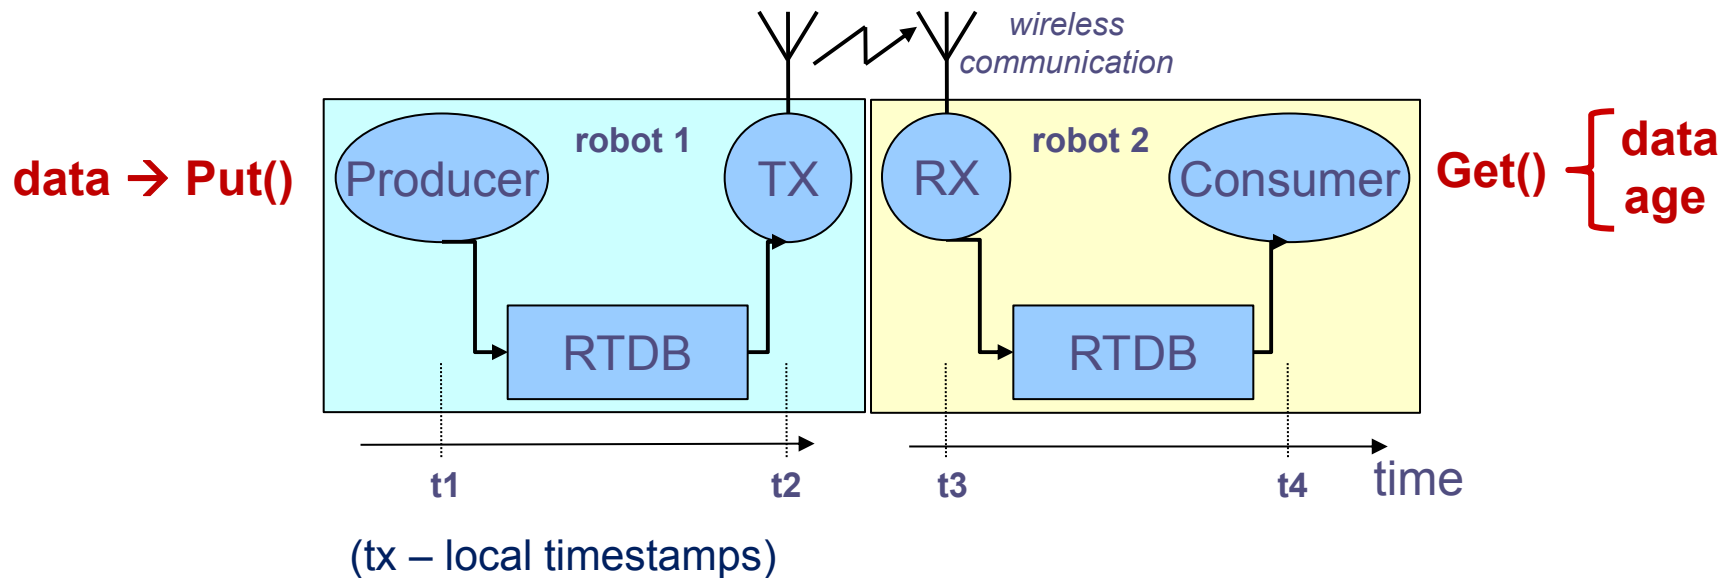 wireless
communication
robot 1
robot 2
data → Put()
Producer
TX
RX
Consumer
Get()
data
age
RTDB
RTDB
t1
t2
t3
t4
time
(tx – local timestamps)